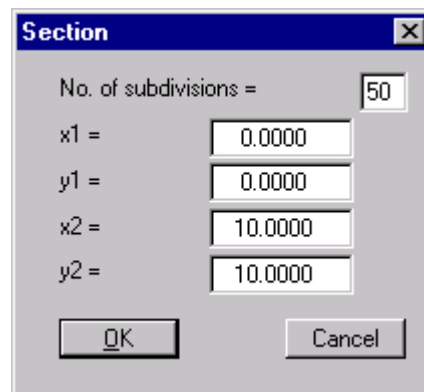 Section
No. of subdivisions = 50
x1 = 0.0000
y1 = 0.0000
x2 = 10.0000
y2 = 10.0000
OK Cancel